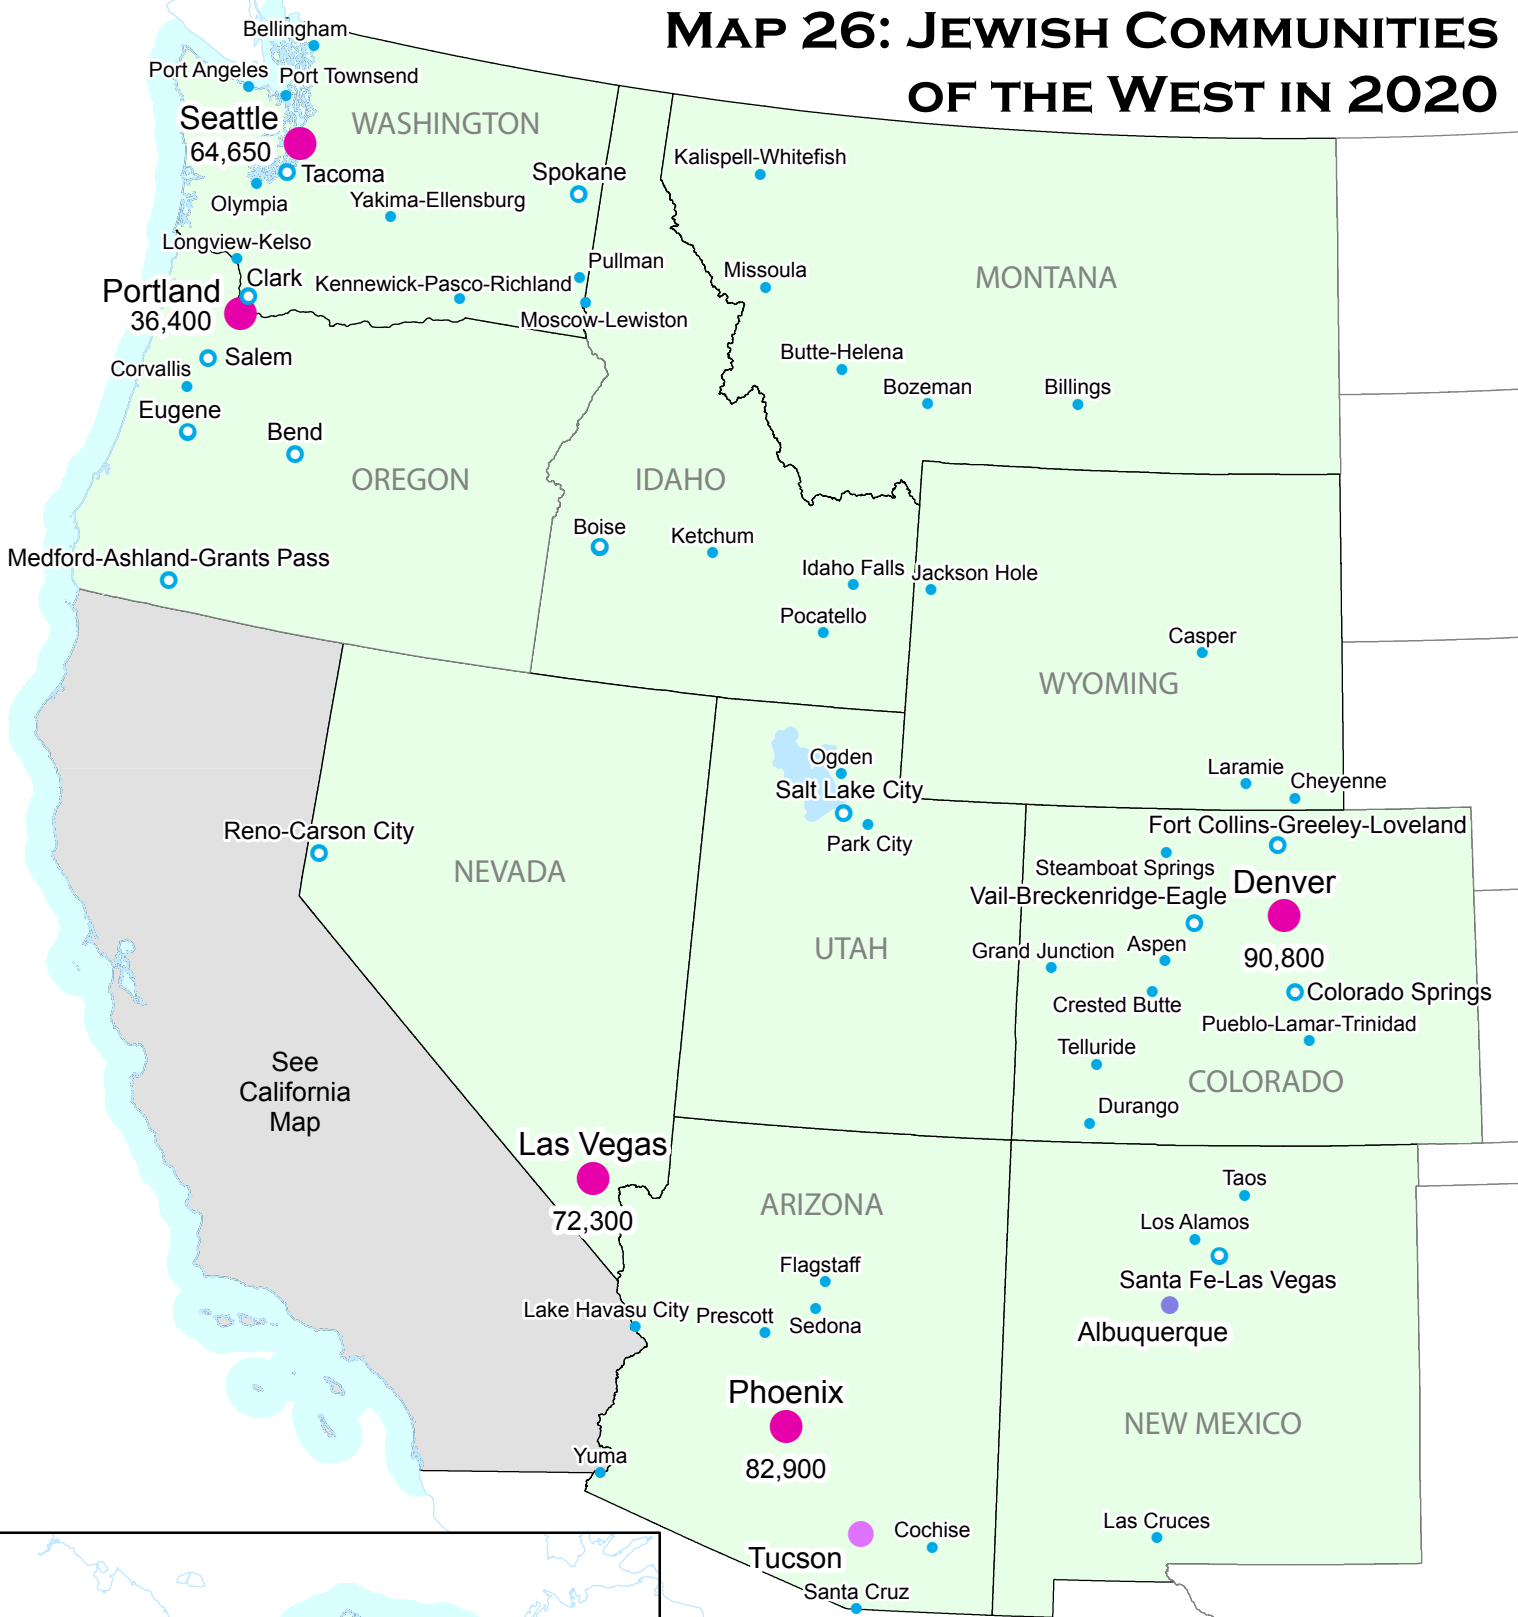 MAP 26: JEWISH COMMUNITIES
OF THE WEST IN 2020
Bellingham
Port Angeles
Port Townsend
Seattle
64,650
WASHINGTON
Tacoma
Spokane
Olympia
Yakima-Ellensburg
Kalispell-Whitefish
Longview-Kelso
Clark
Kennewick-Pasco-Richland
Pullman
Missoula
MONTANA
Portland
36,400
Moscow-Lewiston
Salem
Corvallis
Butte-Helena
Bozeman
Billings
Eugene
Bend
OREGON
IDAHO
Boise
Ketchum
Medford-Ashland-Grants Pass
Idaho Falls
Jackson Hole
Pocatello
Casper
WYOMING
Ogden
Salt Lake City
Park City
Laramie
Cheyenne
Reno-Carson City
NEVADA
Fort Collins-Greeley-Loveland
Steamboat Springs
Denver
90,800
Vail-Breckenridge-Eagle
UTAH
Grand Junction
Aspen
Crested Butte
Colorado Springs
Pueblo-Lamar-Trinidad
Telluride
COLORADO
Durango
See
California
Map
Las Vegas
72,300
ARIZONA
Taos
Los Alamos
Santa Fe-Las Vegas
Albuquerque
Flagstaff
Lake Havasu City
Prescott
Sedona
Phoenix
82,900
NEW MEXICO
Yuma
Tucson
Cochise
Las Cruces
Santa Cruz